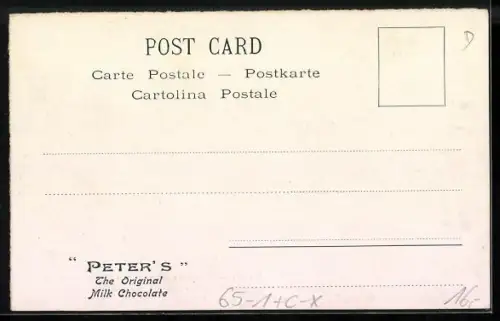 POST CARD
Carte Postale — Postkarte
Cartolina Postale
D
" PETER'S "
The Original
Milk Chocolate
65-1+C-X
16,-